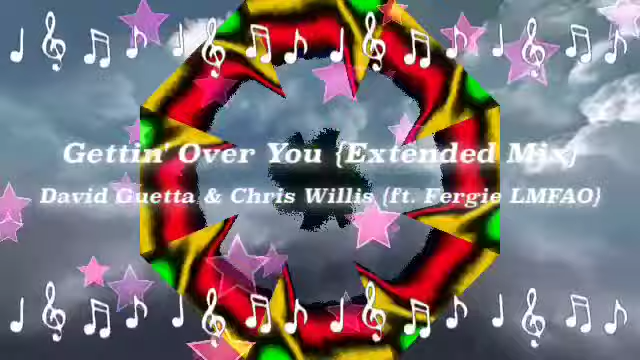 Gettin' Over You {Extended Mix}
David Guetta & Chris Willis {ft. Fergie LMFAO}